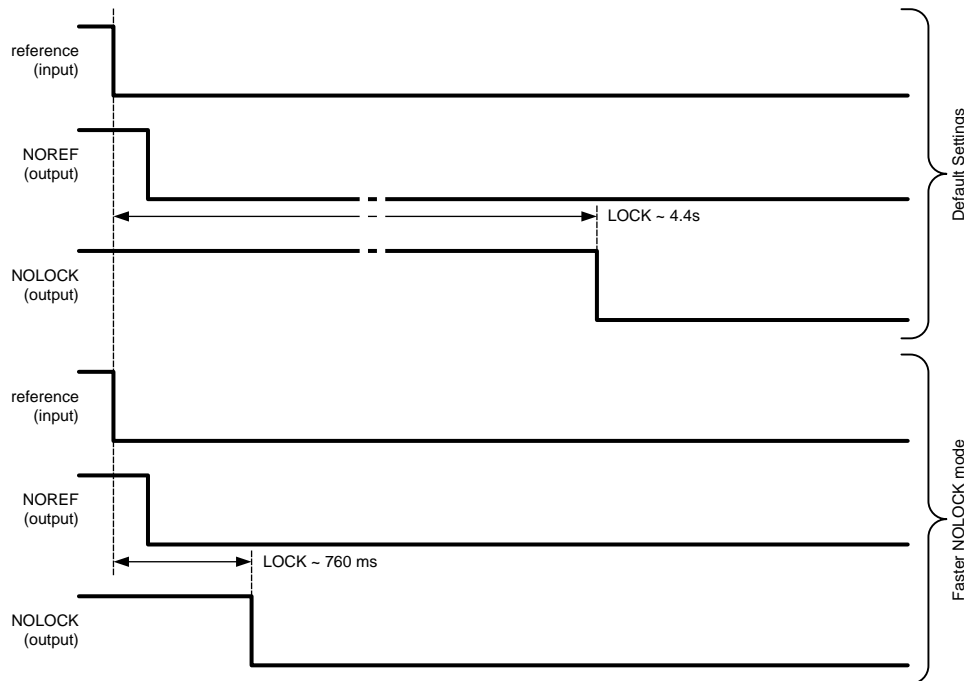 reference
(input)
NOREF
(output)
LOCK ~ 4.4s
NOLOCK
(output)
Default Settings
reference
(input)
NOREF
(output)
LOCK ~ 760 ms
NOLOCK
(output)
Faster NOLOCK mode